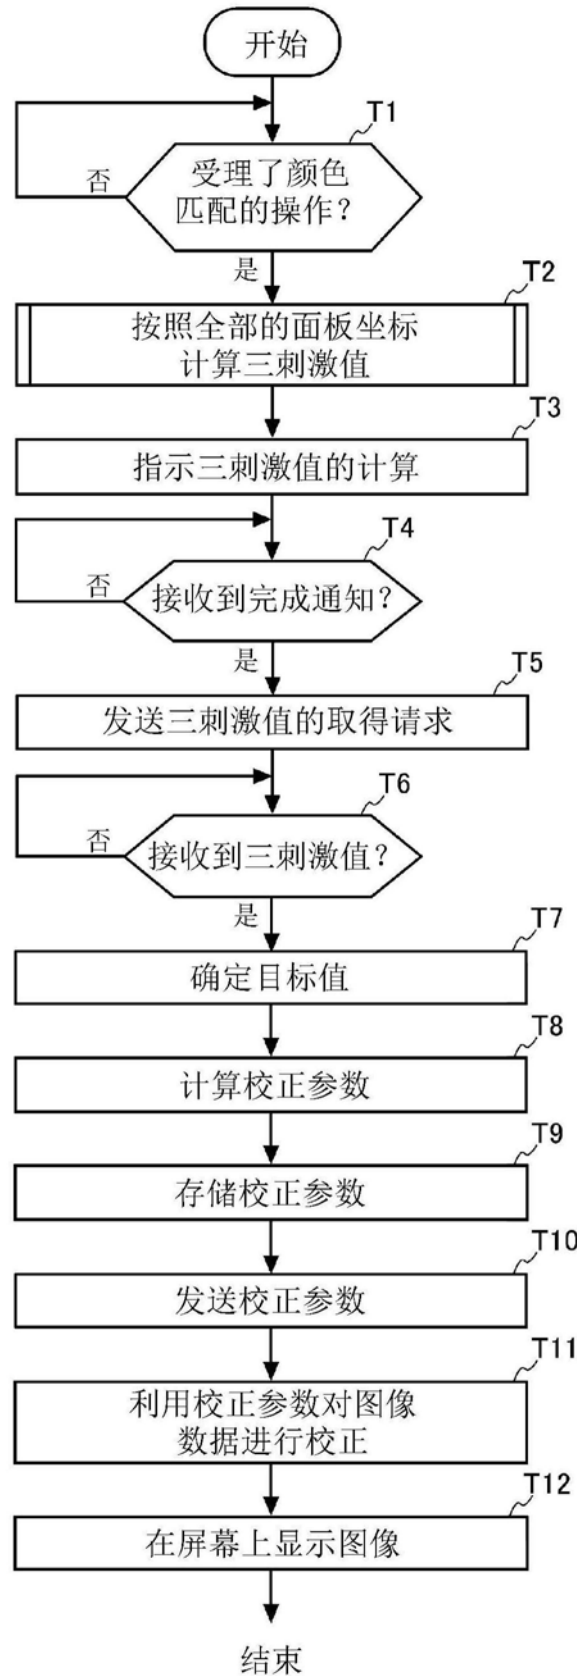 开始
T1
受理了颜色
匹配的操作？
否
是
T2
按照全部的面板坐标
计算三刺激值
T3
指示三刺激值的计算
T4
接收到完成通知？
否
是
T5
发送三刺激值的取得请求
T6
接收到三刺激值？
否
是
T7
确定目标值
T8
计算校正参数
T9
存储校正参数
T10
发送校正参数
T11
利用校正参数对图像
数据进行校正
T12
在屏幕上显示图像
结束